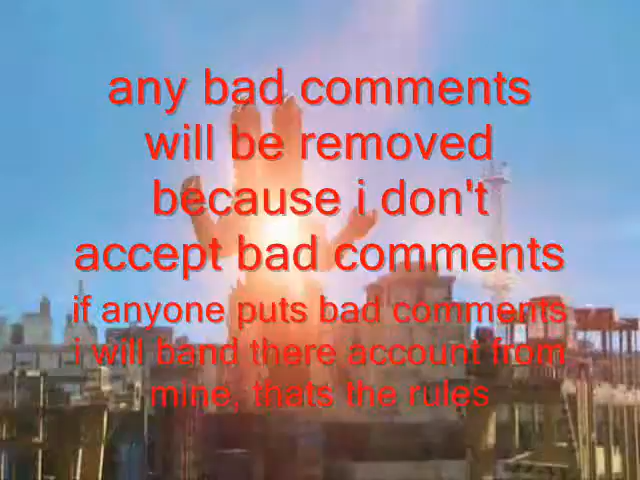 any bad comments
will be removed
because i don't
accept bad comments
if anyone puts bad comments
i will band there account from
mine, thats the rules